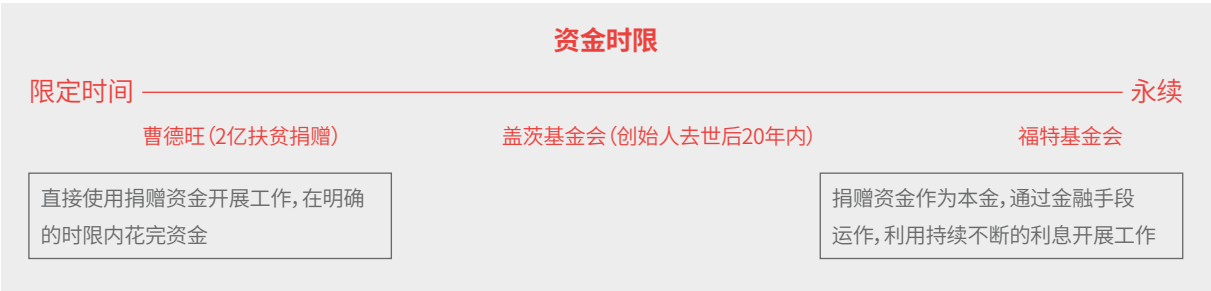 资金时限
限定时间 永续
曹德旺（2亿扶贫捐赠） 盖茨基金会（创始人去世后20年内） 福特基金会
直接使用捐赠资金开展工作，在明确
的时限内花完资金
捐赠资金作为本金，通过金融手段
运作，利用持续不断的利息开展工作